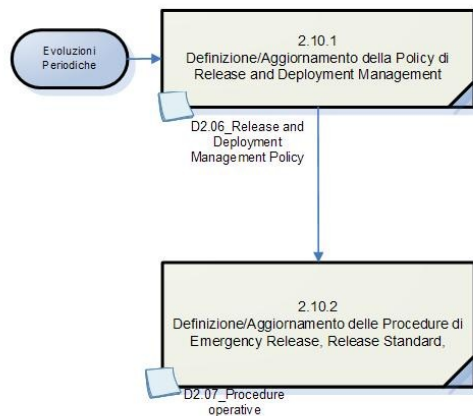 Evoluzioni
Periodiche
2.10.1
Definizione/Aggiornamento della Policy di
Release and Deployment Management
D2.06_Release and
Deployment
Management Policy
2.10.2
Definizione/Aggiornamento delle Procedure di
Emergency Release, Release Standard,
D2.07_Procedure
operative